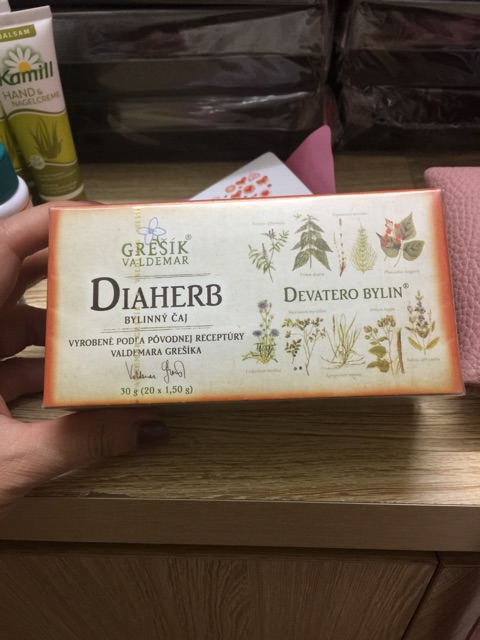 BALSAM
Kamill
HAND &
NAGELCREME
GREŠÍK®
VALDEMAR
DIAHERB
BYLINNÝ ČAJ
VYROBENÉ PODĽA PÔVODNEJ RECEPTÚRY
VALDEMARA GREŠÍKA
30 g (20 x 1,50 g)
DEVATERO BYLIN®